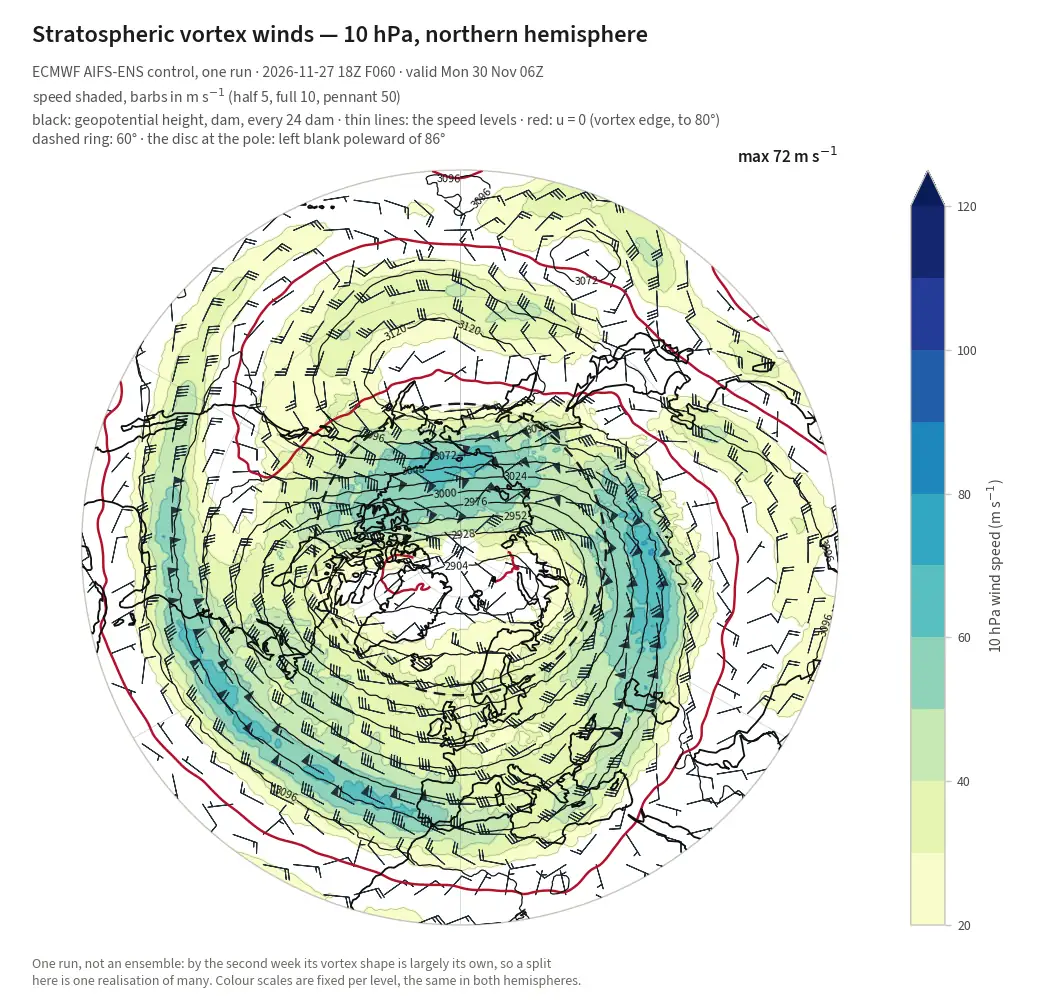 Stratospheric vortex winds — 10 hPa, northern hemisphere
ECMWF AIFS-ENS control, one run · 2026-11-27 18Z F060 · valid Mon 30 Nov 06Z
speed shaded, barbs in m s⁻¹ (half 5, full 10, pennant 50)
black: geopotential height, dam, every 24 dam · thin lines: the speed levels · red: u = 0 (vortex edge, to 80°)
dashed ring: 60° · the disc at the pole: left blank poleward of 86°
max 72 m s⁻¹
3096
3096
3072
3120
3120
3096
3072
3048
3024
3000
2976
2952
2928
2904
3096
3096
3096
120
100
80
60
40
20
10 hPa wind speed (m s⁻¹)
One run, not an ensemble: by the second week its vortex shape is largely its own, so a split
here is one realisation of many. Colour scales are fixed per level, the same in both hemispheres.